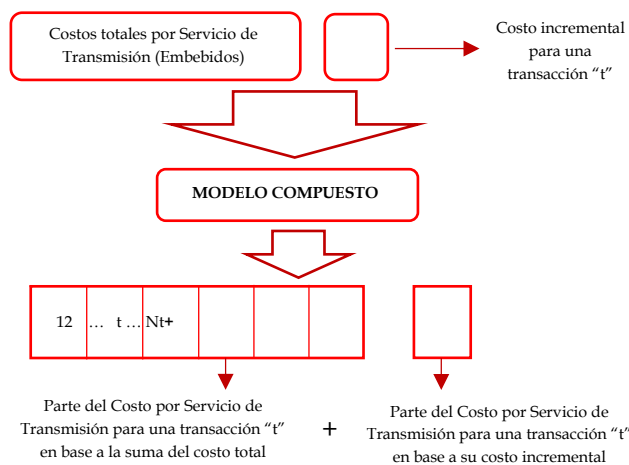 Costos totales por Servicio de
Transmisión (Embebidos)
Costo incremental
para una
transacción “t”
MODELO COMPUESTO
12 … t … Nt+
Parte del Costo por Servicio de
Transmisión para una transacción “t”
en base a la suma del costo total
+
Parte del Costo por Servicio de
Transmisión para una transacción “t”
en base a su costo incremental